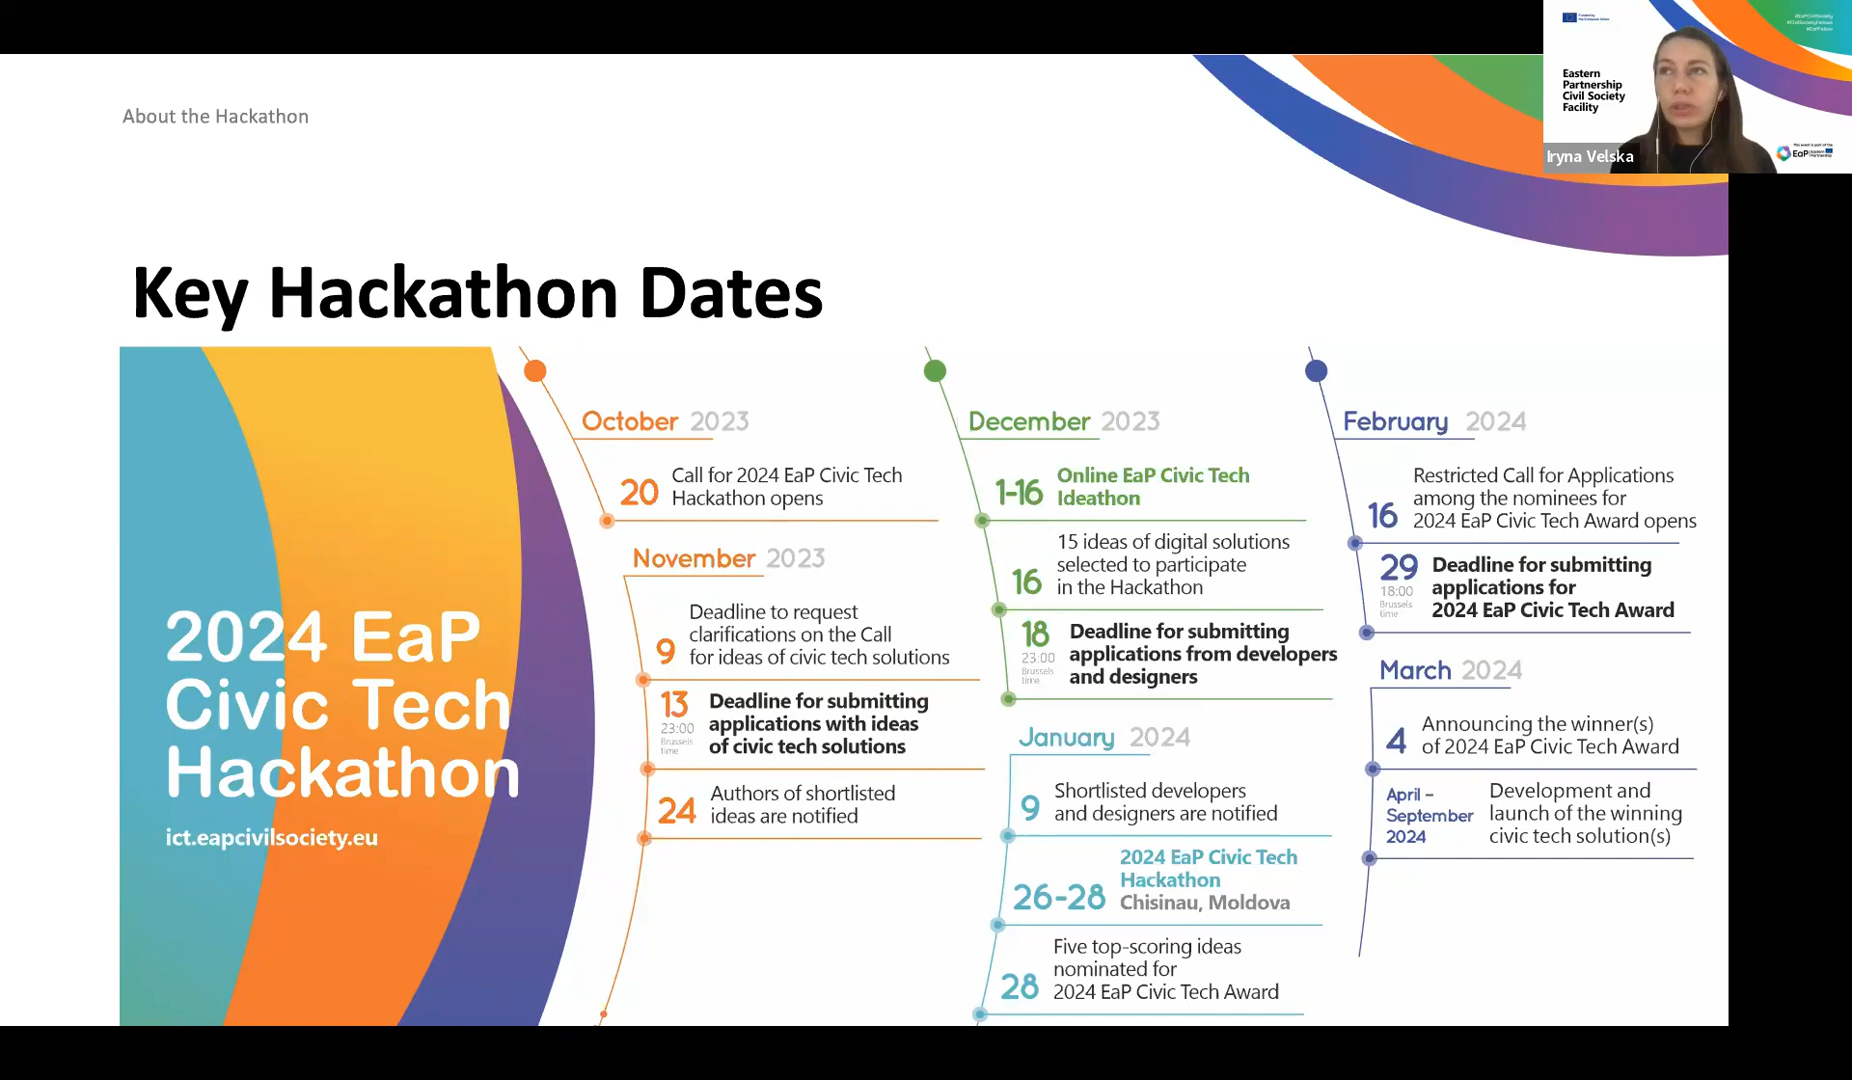 About the Hackathon
Key Hackathon Dates
Eastern
Partnership
Civil Society
Facility
Iryna Velska
EaP
2024 EaP
Civic Tech
Hackathon
ict.eapcivilsociety.eu
October 2023
20
Call for 2024 EaP Civic Tech
Hackathon opens
November 2023
9
Deadline to request
clarifications on the Call
for ideas of civic tech solutions
13
23:00
Brussels
time
Deadline for submitting
applications with ideas
of civic tech solutions
24
Authors of shortlisted
ideas are notified
December 2023
1-16
Online EaP Civic Tech
Ideathon
16
15 ideas of digital solutions
selected to participate
in the Hackathon
18
23:00
Brussels
time
Deadline for submitting
applications from developers
and designers
January 2024
9
Shortlisted developers
and designers are notified
26-28
2024 EaP Civic Tech
Hackathon
Chisinau, Moldova
28
Five top-scoring ideas
nominated for
2024 EaP Civic Tech Award
February 2024
16
Restricted Call for Applications
among the nominees for
2024 EaP Civic Tech Award opens
29
18:00
Brussels
time
Deadline for submitting
applications for
2024 EaP Civic Tech Award
March 2024
4
Announcing the winner(s)
of 2024 EaP Civic Tech Award
April –
September
2024
Development and
launch of the winning
civic tech solution(s)